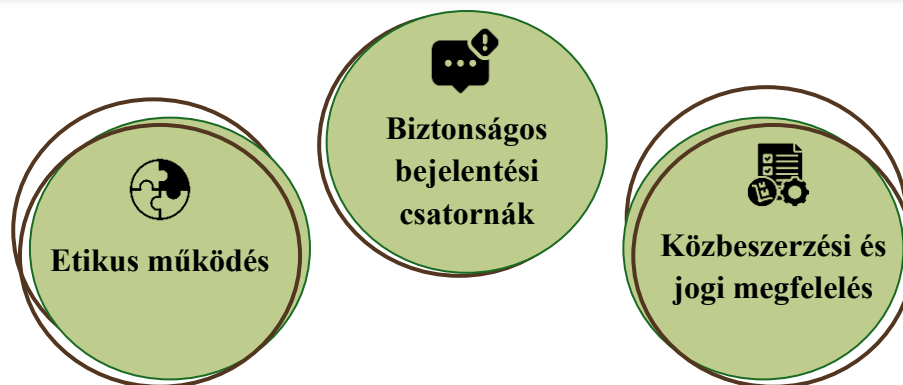 Etikus működés
Biztonságos
bejelentési
csatornák
Közbeszerzési és
jogi megfelelés